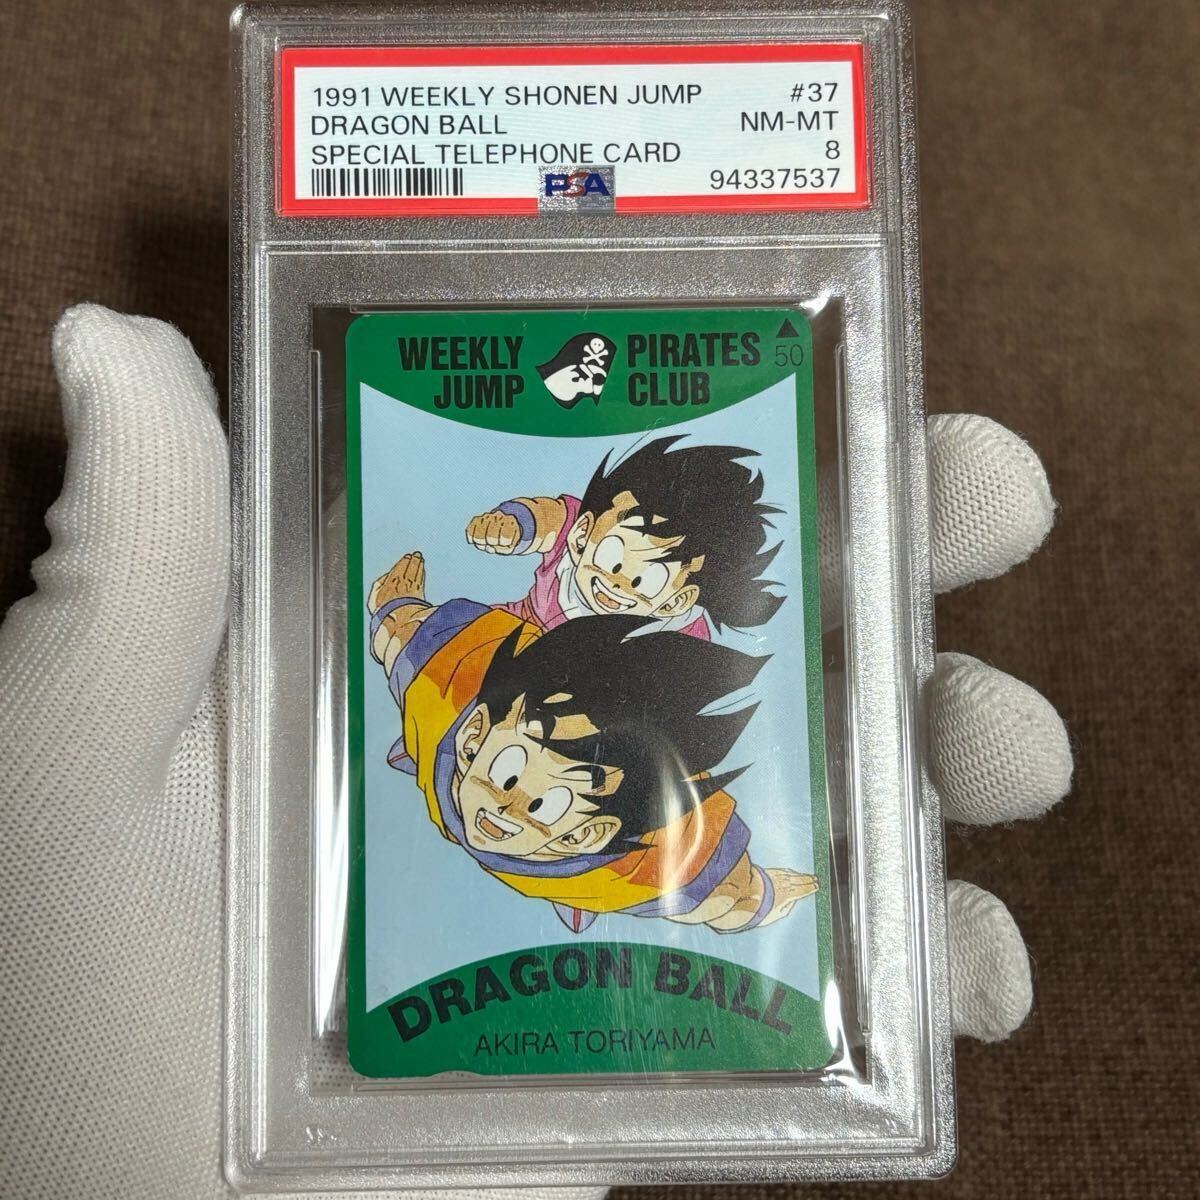 1991 WEEKLY SHONEN JUMP #37
DRAGON BALL NM-MT
SPECIAL TELEPHONE CARD 8
PSA 94337537
WEEKLY PIRATES 50
JUMP CLUB
DRAGON BALL
AKIRA TORIYAMA